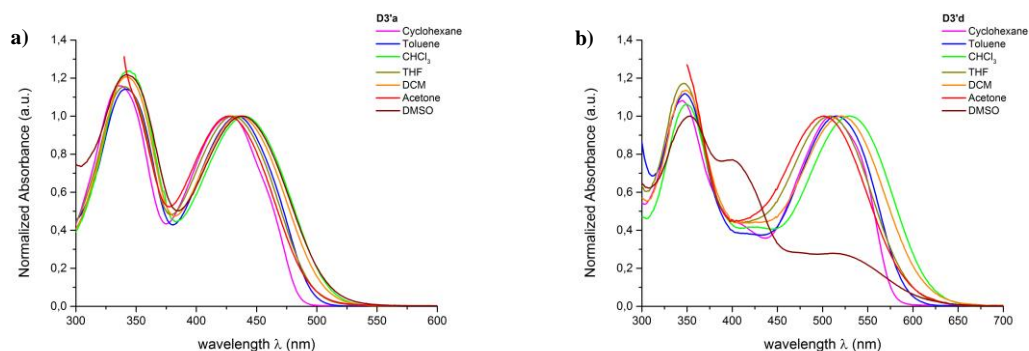 a)
D3'a
Cyclohexane
Toluene
CHCl₃
THF
DCM
Acetone
DMSO
Normalized Absorbance (a.u.)
1,4
1,2
1,0
0,8
0,6
0,4
0,2
0,0
300 350 400 450 500 550 600
wavelength λ (nm)
b)
D3'd
Cyclohexane
Toluene
CHCl₃
THF
DCM
Acetone
DMSO
Normalized Absorbance (a.u.)
1,4
1,2
1,0
0,8
0,6
0,4
0,2
0,0
300 350 400 450 500 550 600 650 700
wavelength λ (nm)